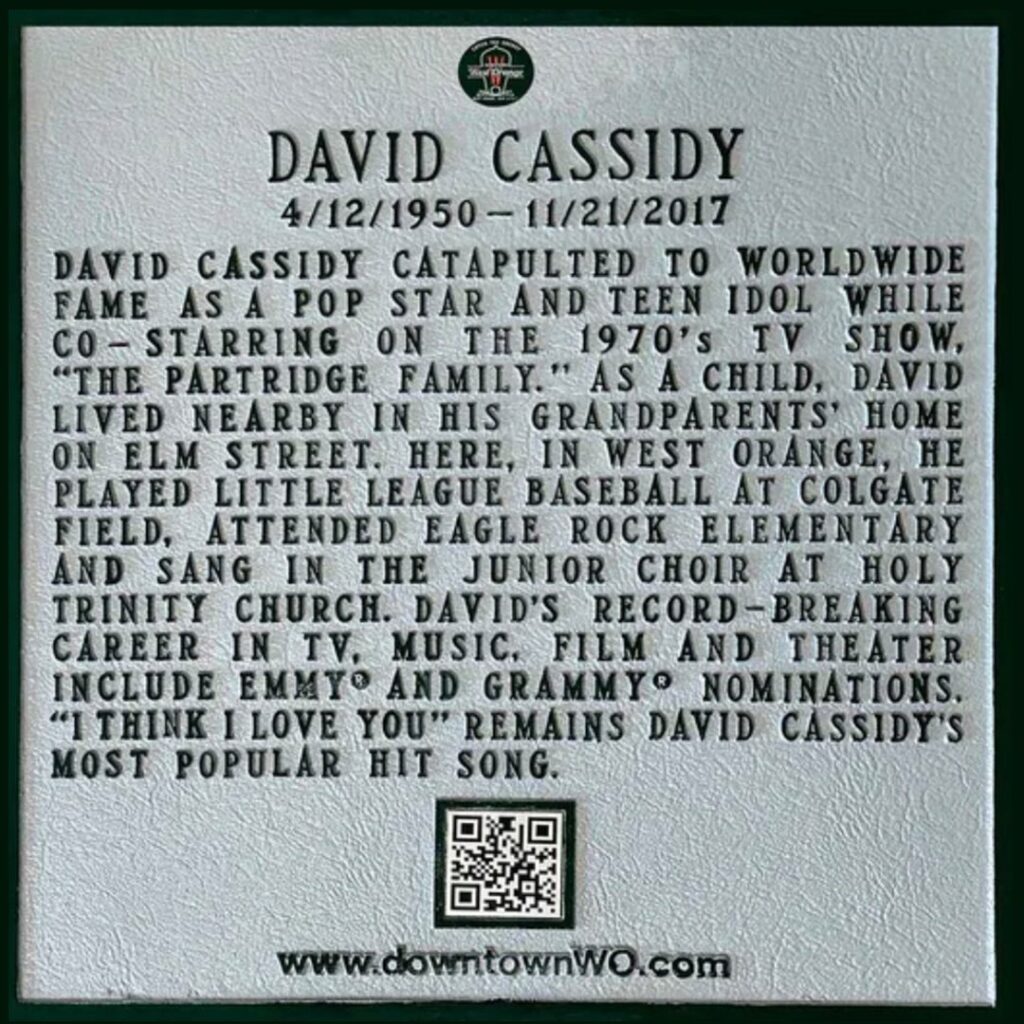 West Orange
DAVID CASSIDY
4/12/1950 – 11/21/2017
DAVID CASSIDY CATAPULTED TO WORLDWIDE
FAME AS A POP STAR AND TEEN IDOL WHILE
CO-STARRING ON THE 1970's TV SHOW,
"THE PARTRIDGE FAMILY." AS A CHILD, DAVID
LIVED NEARBY IN HIS GRANDPARENTS' HOME
ON ELM STREET. HERE, IN WEST ORANGE, HE
PLAYED LITTLE LEAGUE BASEBALL AT COLGATE
FIELD, ATTENDED EAGLE ROCK ELEMENTARY
AND SANG IN THE JUNIOR CHOIR AT HOLY
TRINITY CHURCH. DAVID'S RECORD-BREAKING
CAREER IN TV, MUSIC, FILM AND THEATER
INCLUDE EMMY® AND GRAMMY® NOMINATIONS.
"I THINK I LOVE YOU" REMAINS DAVID CASSIDY'S
MOST POPULAR HIT SONG.
www.downtownWO.com